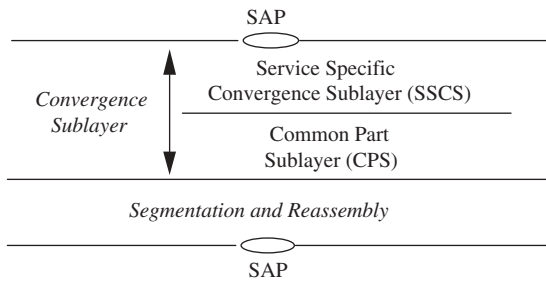 SAP
Service Specific
Convergence Sublayer (SSCS)
Convergence
Sublayer
Common Part
Sublayer (CPS)
Segmentation and Reassembly
SAP